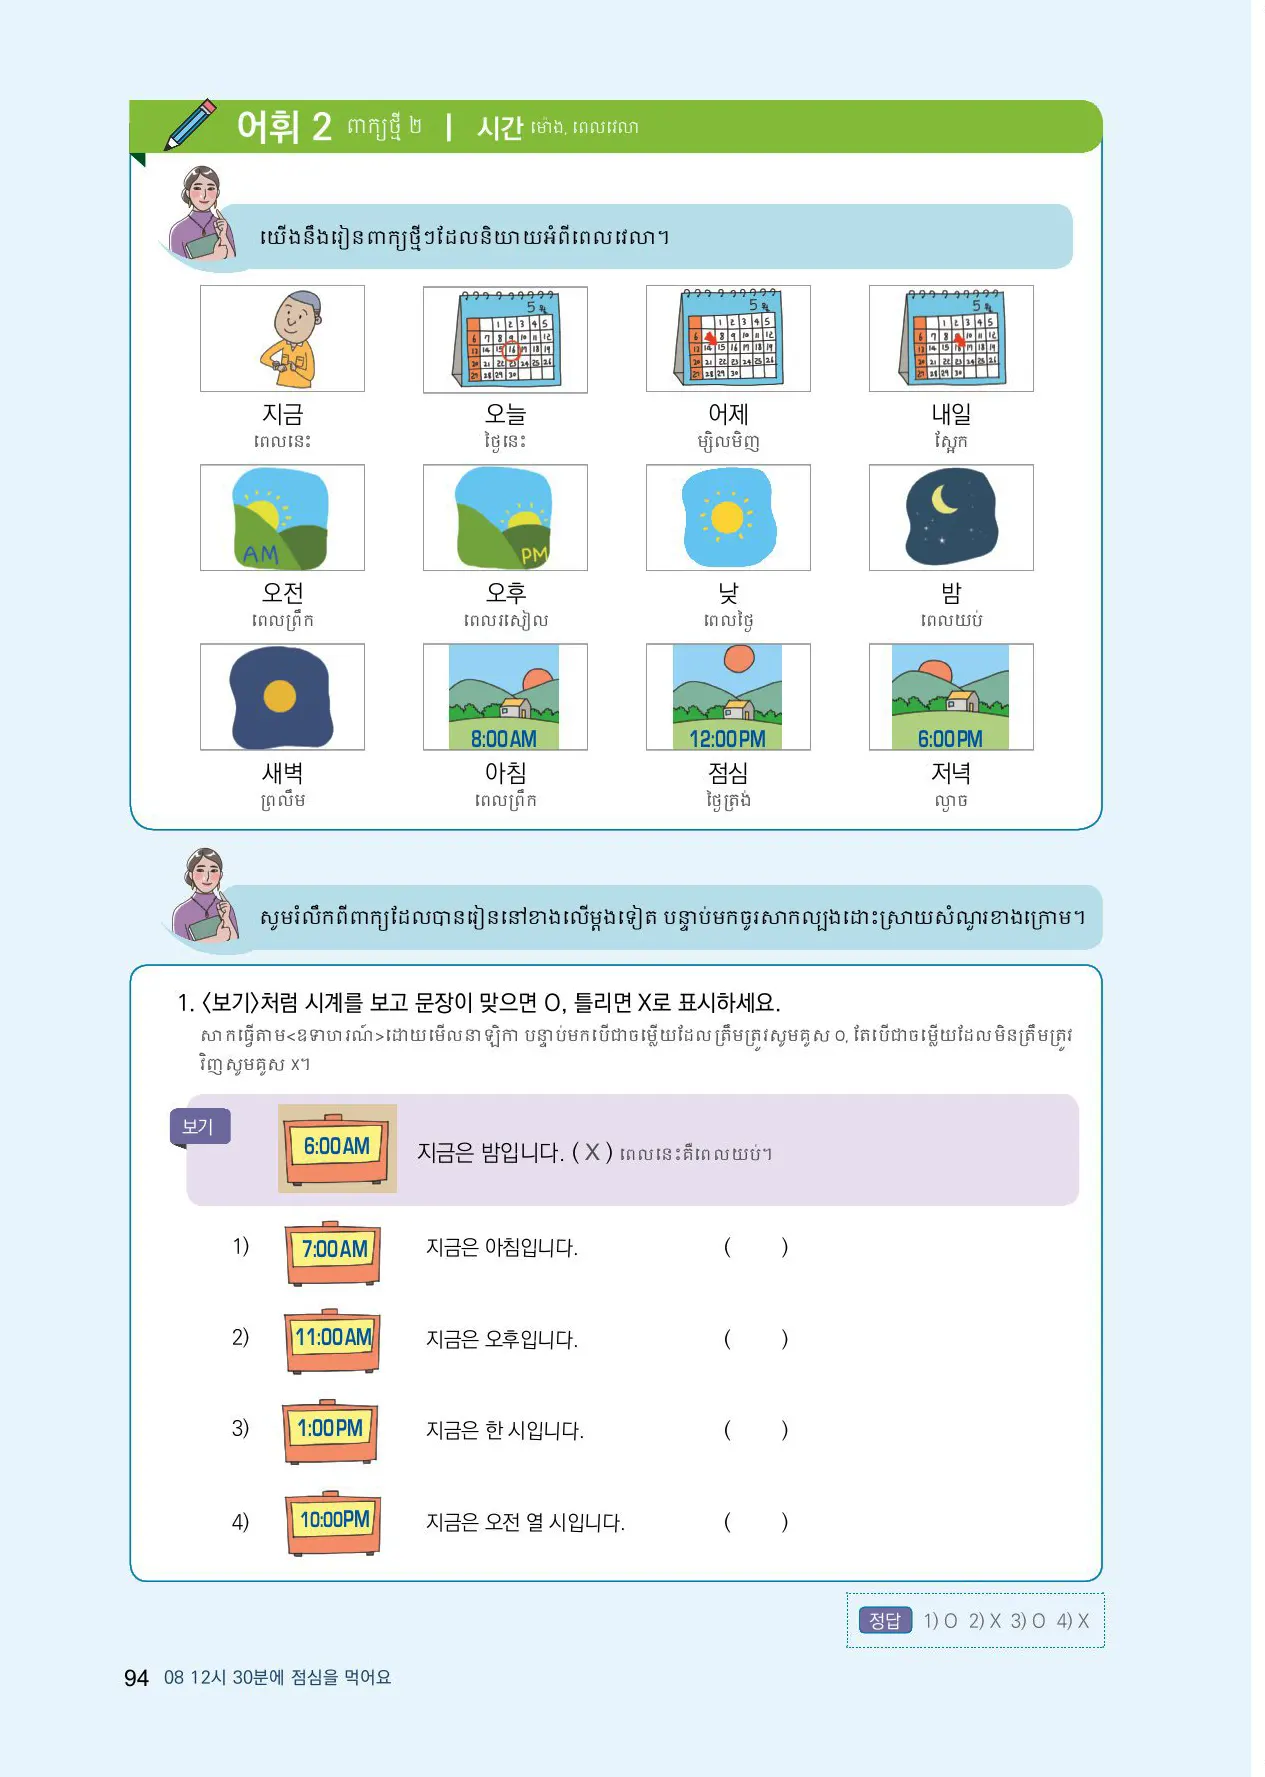 어휘 2 ពាក្យថ្មី ២ | 시간 ម៉ោង, ពេលវេលា
យើងនឹងរៀនពាក្យថ្មីៗដែលនិយាយអំពីពេលវេលា។
지금 오늘 어제 내일
ពេលនេះ ថ្ងៃនេះ ម្សិលមិញ ស្អែក
AM PM
오전 오후 낮 밤
ពេលព្រឹក ពេលរសៀល ពេលថ្ងៃ ពេលយប់
8:00AM 12:00PM 6:00PM
새벽 아침 점심 저녁
ព្រលឹម ពេលព្រឹក ថ្ងៃត្រង់ ល្ងាច
សូមរំលឹកពីពាក្យដែលបានរៀននៅខាងលើម្តងទៀត បន្ទាប់មកចូរសាកល្បងដោះស្រាយសំណួរខាងក្រោម។
1. <보기>처럼 시계를 보고 문장이 맞으면 O, 틀리면 X로 표시하세요.
សាកធ្វើតាម<ឧទាហរណ៍>ដោយមើលនាឡិកា បន្ទាប់មកបើជាចម្លើយដែលត្រឹមត្រូវសូមគូស o, តែបើជាចម្លើយដែលមិនត្រឹមត្រូវ
វិញសូមគូស x។
보기 6:00AM 지금은 밤입니다. ( X ) ពេលនេះគឺពេលយប់។
1) 7:00AM 지금은 아침입니다. ( )
2) 11:00AM 지금은 오후입니다. ( )
3) 1:00PM 지금은 한 시입니다. ( )
4) 10:00PM 지금은 오전 열 시입니다. ( )
정답 1) O 2) X 3) O 4) X
94 08 12시 30분에 점심을 먹어요